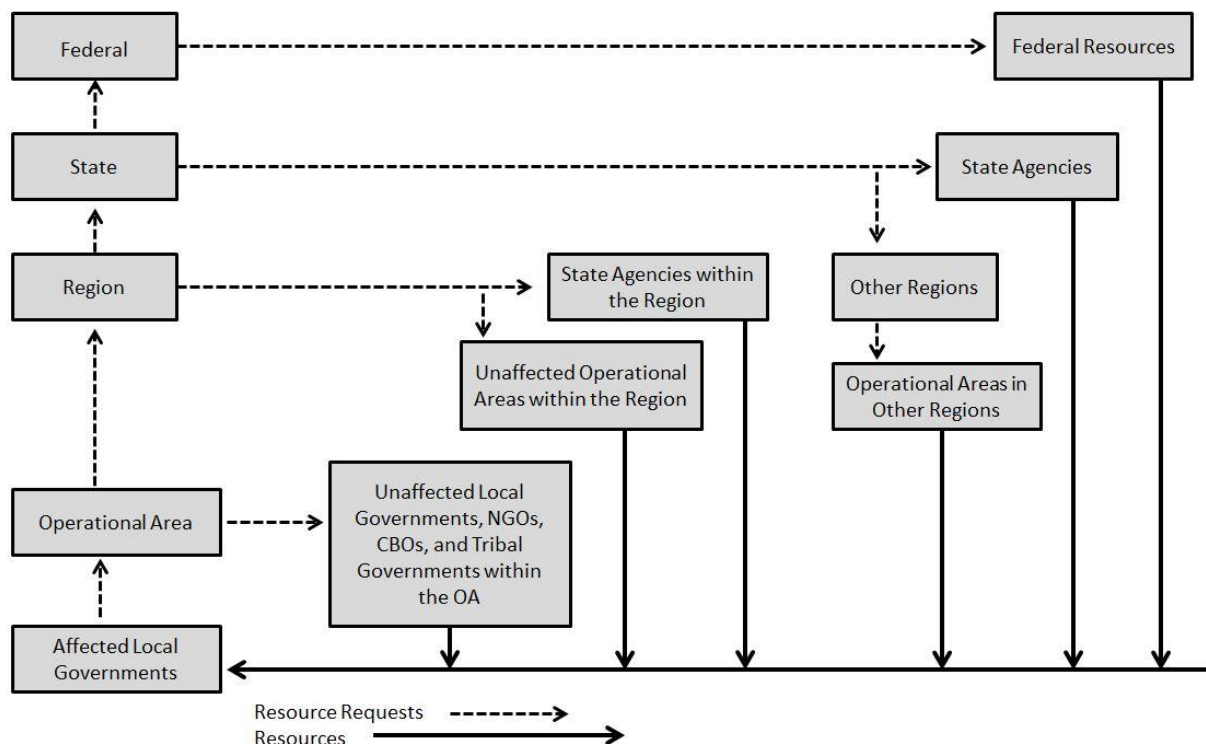 Federal
Federal Resources
State
State Agencies
Region
State Agencies within
the Region
Other Regions
Unaffected Operational
Areas within the Region
Operational Areas in
Other Regions
Operational Area
Unaffected Local
Governments, NGOs,
CBOs, and Tribal
Governments within
the OA
Affected Local
Governments
Resource Requests
Resources